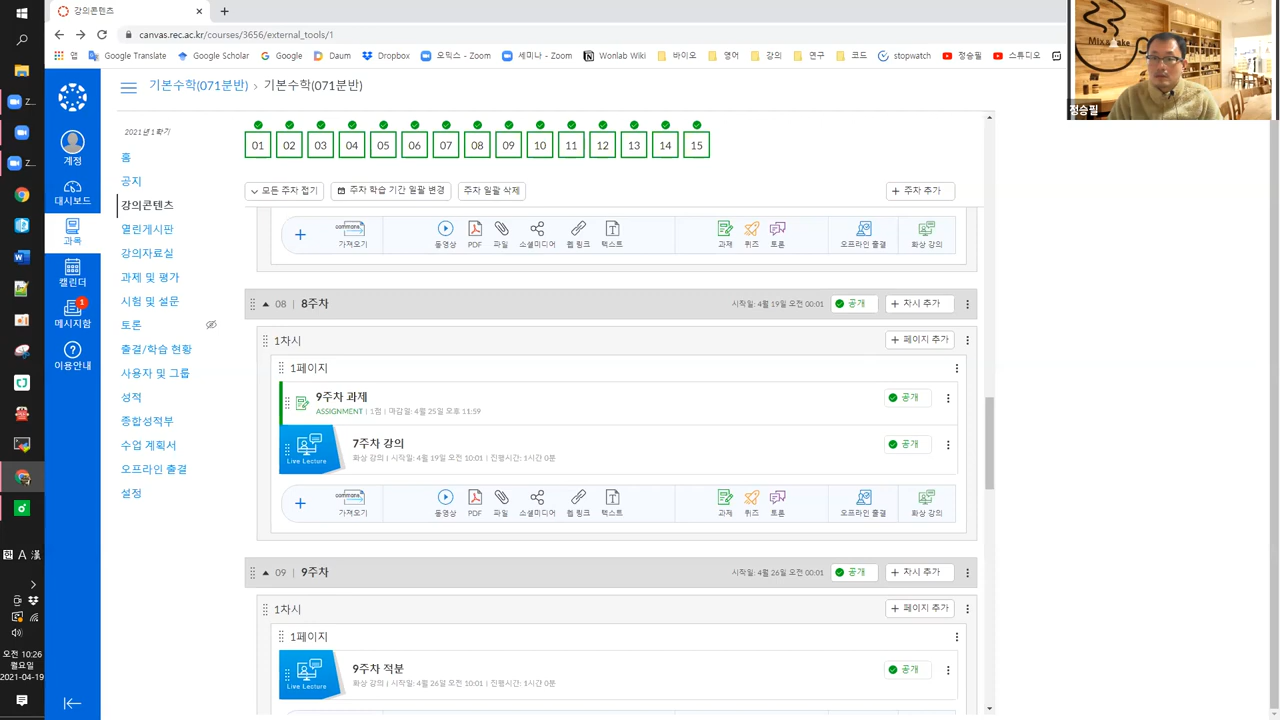 강의콘텐츠
canvas.rec.ac.kr/courses/3656/external_tools/1
Google Translate
Google Scholar
Google
Daum
Dropbox
오믹스 - Zoom
세미나 - Zoom
Wonlab Wiki
바이오
영어
강의
연구
코드
stopwatch
정승필
스튜디오
정승필
Z...
Z...
계정
대시보드
과목
캘린더
1
메시지함
이용안내
A 漢
오전 10:26
월요일
2021-04-19
기본수학(071분반) › 기본수학(071분반)
2021년 1학기
홈
공지
강의콘텐츠
열린게시판
강의자료실
과제 및 평가
시험 및 설문
토론
출결/학습 현황
사용자 및 그룹
성적
종합성적부
수업 계획서
오프라인 출결
설정
01 02 03 04 05 06 07 08 09 10 11 12 13 14 15
모든 주차 접기
주차 학습 기간 일괄 변경
주차 일괄 삭제
+ 주차 추가
+ commons 가져오기 동영상 PDF 파일 소셜미디어 웹 링크 텍스트 과제 퀴즈 토론 오프라인 출결 화상 강의
08 | 8주차 시작일: 4월 19일 오전 00:01 공개 + 차시 추가
1차시 + 페이지 추가
1페이지
9주차 과제 공개
ASSIGNMENT | 1점 | 마감일: 4월 25일 오후 11:59
Live Lecture
7주차 강의 공개
화상 강의 | 시작일: 4월 19일 오전 10:01 | 진행시간: 1시간 0분
+ commons 가져오기 동영상 PDF 파일 소셜미디어 웹 링크 텍스트 과제 퀴즈 토론 오프라인 출결 화상 강의
09 | 9주차 시작일: 4월 26일 오전 00:01 공개 + 차시 추가
1차시 + 페이지 추가
1페이지
Live Lecture
9주차 적분 공개
화상 강의 | 시작일: 4월 26일 오전 10:01 | 진행시간: 1시간 0분